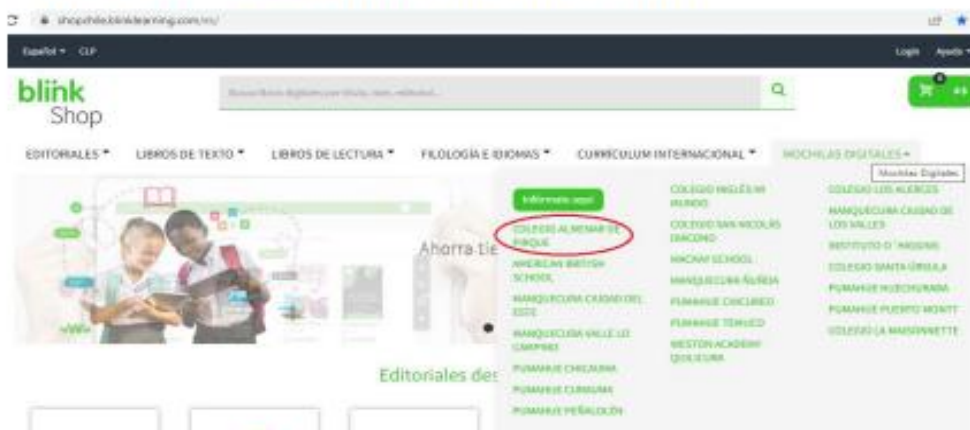 shopchile.blinklearning.com/es/
Español CLP
Login Ayuda
blink
Shop
0
EDITORIALES LIBROS DE TEXTO LIBROS DE LECTURA FILOLOGÍA E IDIOMAS CURRÍCULUM INTERNACIONAL MOCHILAS DIGITALES
Mochilas Digitales
Ahorra tie
Infórmate aquí
COLEGIO ALMENAR DE
PIRQUE
AMERICAN BRITISH
SCHOOL
MANQUECURA CIUDAD DEL
ESTE
MANQUECURA VALLE LO
CAMPINO
PUMAHUE CHICAUMA
PUMAHUE CURAUMA
PUMAHUE PEÑALOLÉN
COLEGIO INGLÉS MI
MUNDO
COLEGIO SAN NICOLÁS
DIACONO
MACKAY SCHOOL
MANQUECURA ÑUÑOA
PUMAHUE CHICUREO
PUMAHUE TEMUCO
WESTON ACADEMY
QUILICURA
COLEGIO LOS ALERCES
MANQUECURA CIUDAD DE
LOS VALLES
INSTITUTO O´HIGGINS
COLEGIO SANTA ÚRSULA
PUMAHUE HUECHURABA
PUMAHUE PUERTO MONTT
COLEGIO LA MAISONNETTE
Editoriales des